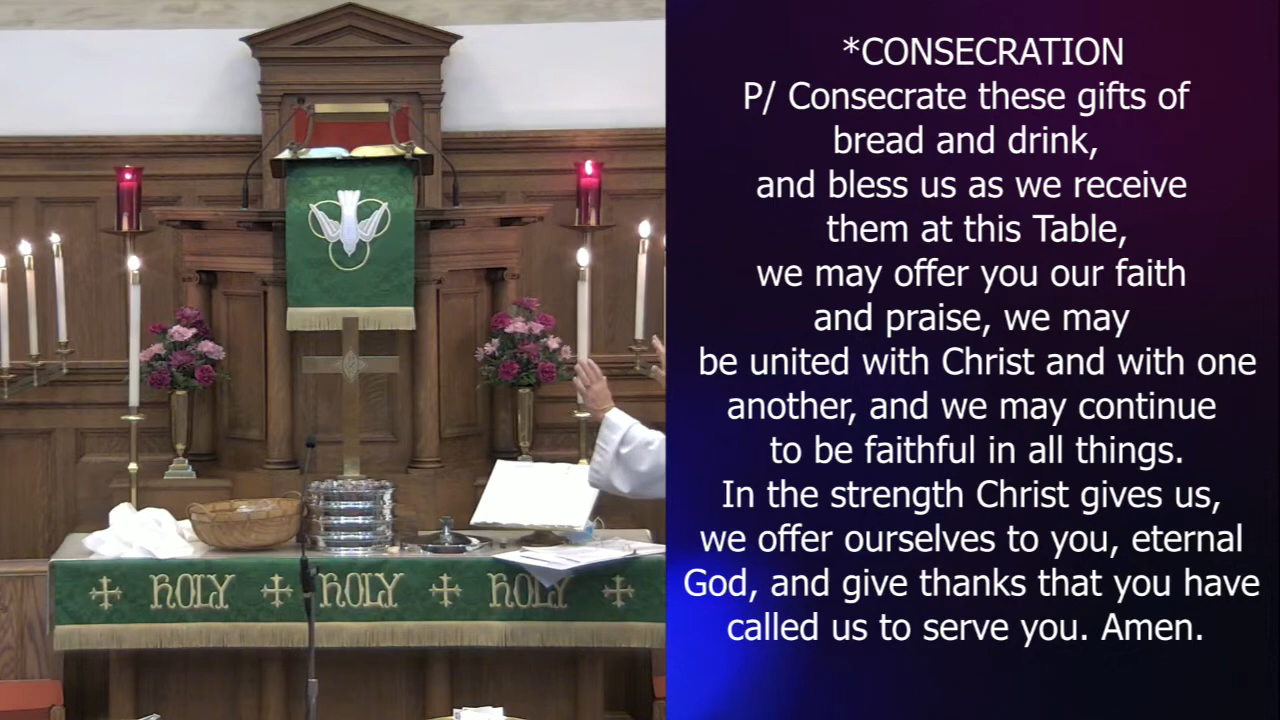 *CONSECRATION
P/ Consecrate these gifts of
bread and drink,
and bless us as we receive
them at this Table,
we may offer you our faith
and praise, we may
be united with Christ and with one
another, and we may continue
to be faithful in all things.
In the strength Christ gives us,
we offer ourselves to you, eternal
God, and give thanks that you have
called us to serve you. Amen.
HOLY HOLY HOLY